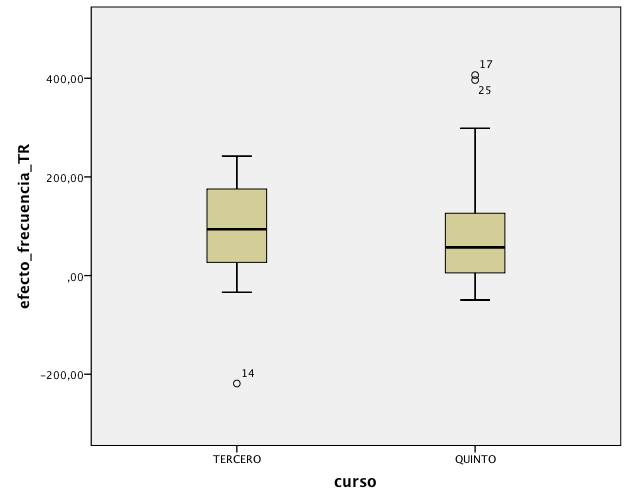 efecto_frecuencia_TR
400,00
200,00
,00
-200,00
17
25
14
TERCERO
QUINTO
curso